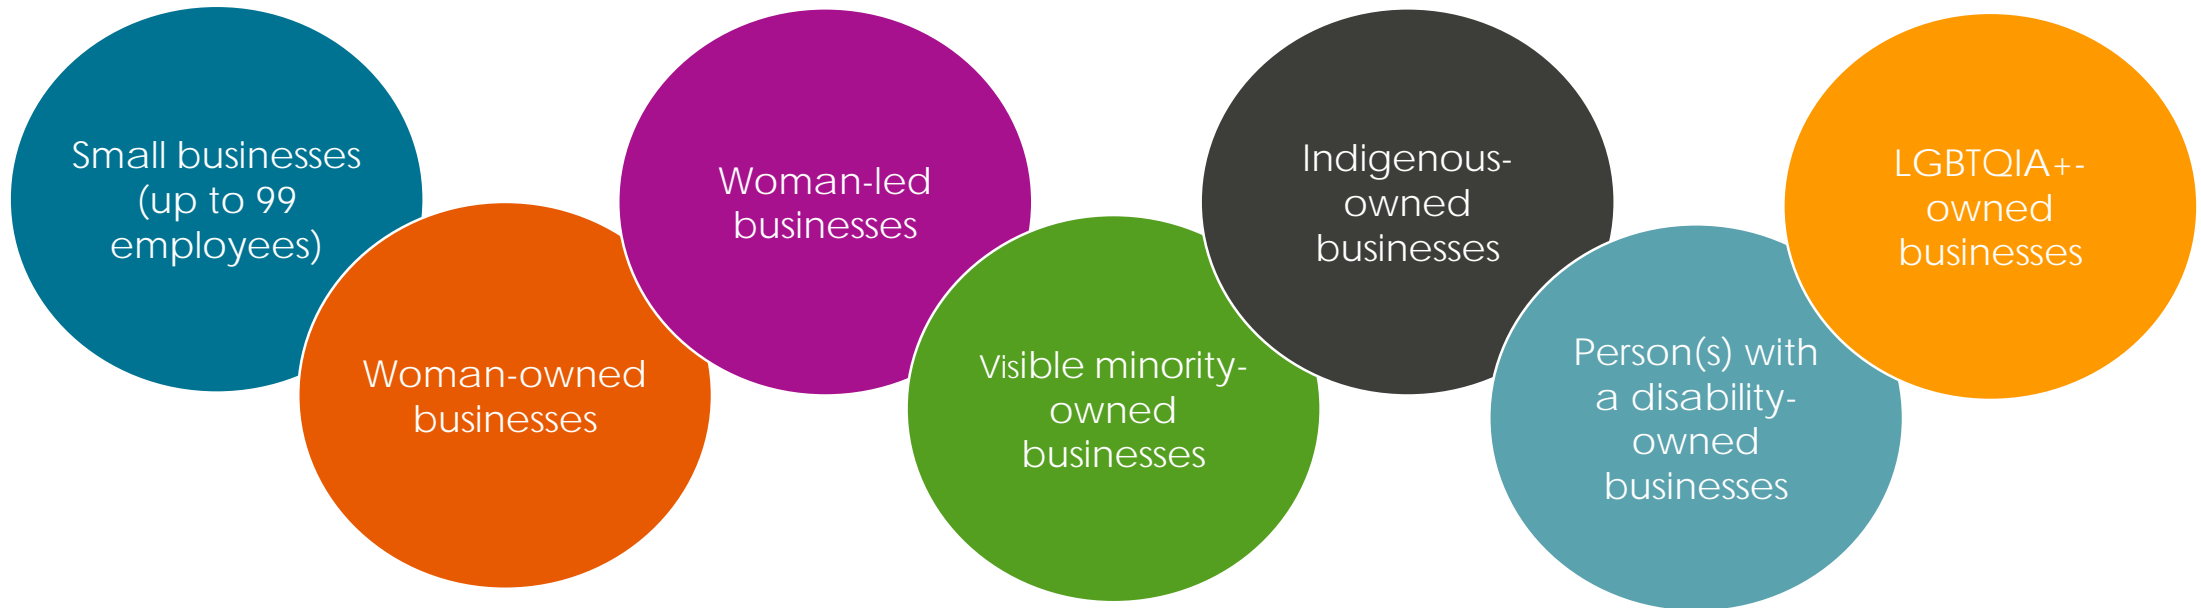 Small businesses
(up to 99
employees)
Woman-owned
businesses
Woman-led
businesses
Visible minority-
owned
businesses
Indigenous-
owned
businesses
Person(s) with
a disability-
owned
businesses
LGBTQIA+-
owned
businesses